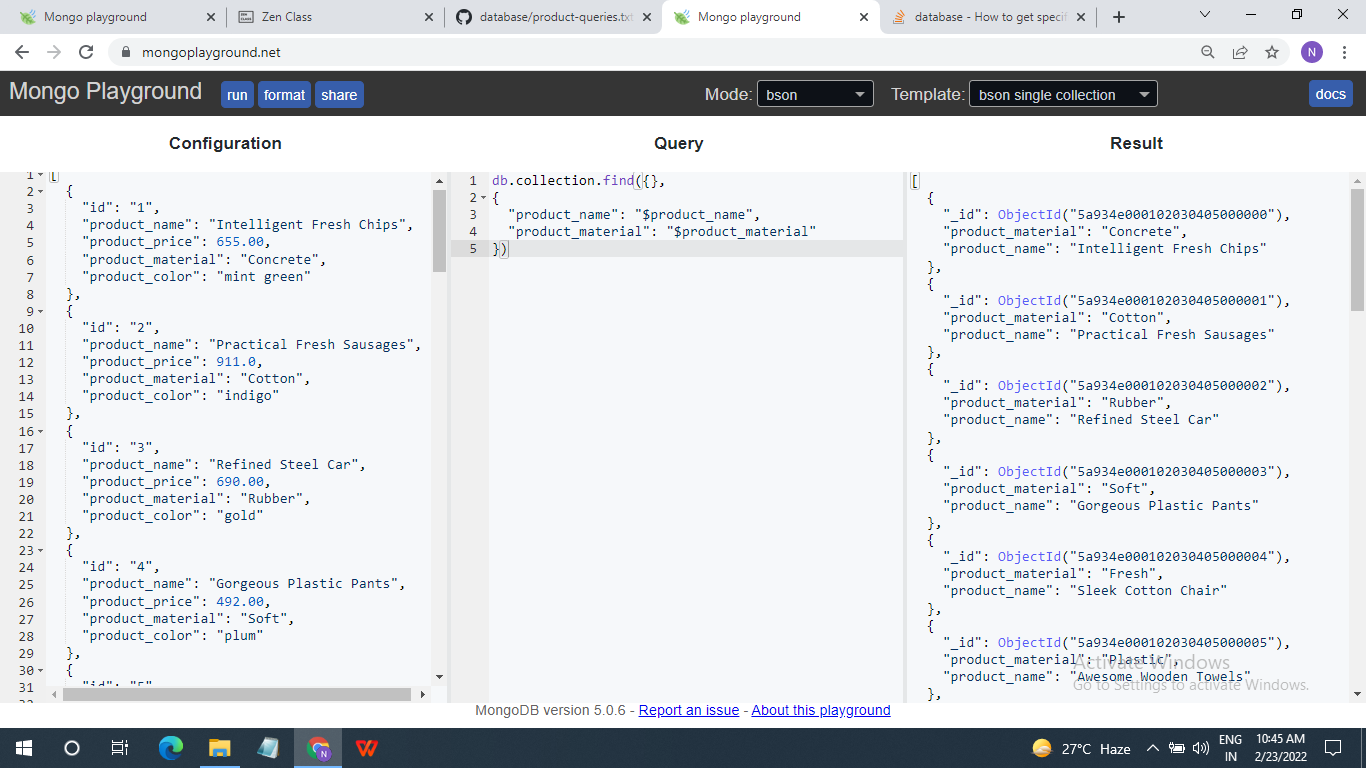 Mongo playground
Zen Class
database/product-queries.txt
Mongo playground
database - How to get specif
mongoplayground.net
N
Mongo Playground
run
format
share
Mode:
bson
Template:
bson single collection
docs
Configuration
Query
Result
1 [
2 {
3 "id": "1",
4 "product_name": "Intelligent Fresh Chips",
5 "product_price": 655.00,
6 "product_material": "Concrete",
7 "product_color": "mint green"
8 },
9 {
10 "id": "2",
11 "product_name": "Practical Fresh Sausages",
12 "product_price": 911.0,
13 "product_material": "Cotton",
14 "product_color": "indigo"
15 },
16 {
17 "id": "3",
18 "product_name": "Refined Steel Car",
19 "product_price": 690.00,
20 "product_material": "Rubber",
21 "product_color": "gold"
22 },
23 {
24 "id": "4",
25 "product_name": "Gorgeous Plastic Pants",
26 "product_price": 492.00,
27 "product_material": "Soft",
28 "product_color": "plum"
29 },
30 {
31
1 db.collection.find({},
2 {
3 "product_name": "$product_name",
4 "product_material": "$product_material"
5 })
[
{
"_id": ObjectId("5a934e000102030405000000"),
"product_material": "Concrete",
"product_name": "Intelligent Fresh Chips"
},
{
"_id": ObjectId("5a934e000102030405000001"),
"product_material": "Cotton",
"product_name": "Practical Fresh Sausages"
},
{
"_id": ObjectId("5a934e000102030405000002"),
"product_material": "Rubber",
"product_name": "Refined Steel Car"
},
{
"_id": ObjectId("5a934e000102030405000003"),
"product_material": "Soft",
"product_name": "Gorgeous Plastic Pants"
},
{
"_id": ObjectId("5a934e000102030405000004"),
"product_material": "Fresh",
"product_name": "Sleek Cotton Chair"
},
{
"_id": ObjectId("5a934e000102030405000005"),
"product_material": "Plastic",
"product_name": "Awesome Wooden Towels"
},
Activate Windows
Go to Settings to activate Windows.
MongoDB version 5.0.6 - Report an issue - About this playground
27°C Haze
ENG
IN
10:45 AM
2/23/2022